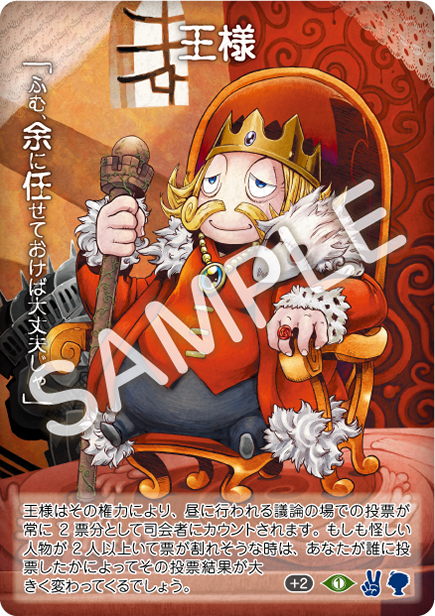 王様
「ふむ、余に任せておけば大丈夫じゃ」
SAMPLE
王様はその権力により、昼に行われる議論の場での投票が
常に 2 票分として司会者にカウントされます。もしも怪しい
人物が 2 人以上いて票が割れそうな時は、あなたが誰に投
票したかによってその投票結果が大
きく変わってくるでしょう。
+2
1